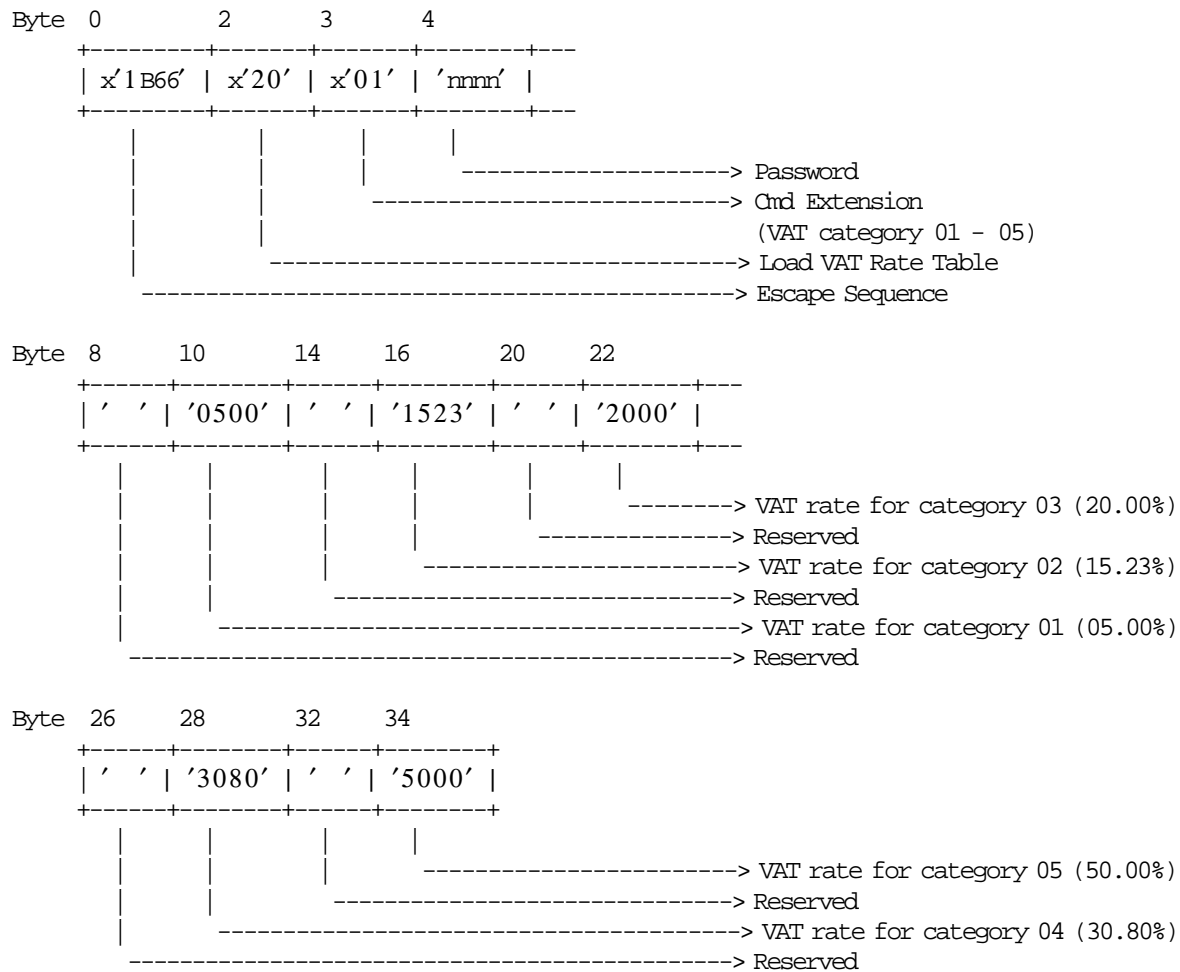 Byte 0 2 3 4
+---------+-------+-------+--------+---
| x'1B66' | x'20' | x'01' | 'nnnn' |
+---------+-------+-------+--------+---
| | | |
| | | ---------------------> Password
| | ----------------------------> Cmd Extension
| | (VAT category 01 - 05)
| ------------------------------------> Load VAT Rate Table
----------------------------------------------> Escape Sequence
Byte 8 10 14 16 20 22
+------+--------+------+--------+------+--------+---
| ' ' | '0500' | ' ' | '1523' | ' ' | '2000' |
+------+--------+------+--------+------+--------+---
| | | | | |
| | | | | --------> VAT rate for category 03 (20.00%)
| | | | ---------------> Reserved
| | | ------------------------> VAT rate for category 02 (15.23%)
| | -------------------------------> Reserved
| ----------------------------------------> VAT rate for category 01 (05.00%)
-----------------------------------------------> Reserved
Byte 26 28 32 34
+------+--------+------+--------+
| ' ' | '3080' | ' ' | '5000' |
+------+--------+------+--------+
| | | |
| | | ------------------------> VAT rate for category 05 (50.00%)
| | -------------------------------> Reserved
| ----------------------------------------> VAT rate for category 04 (30.80%)
-----------------------------------------------> Reserved